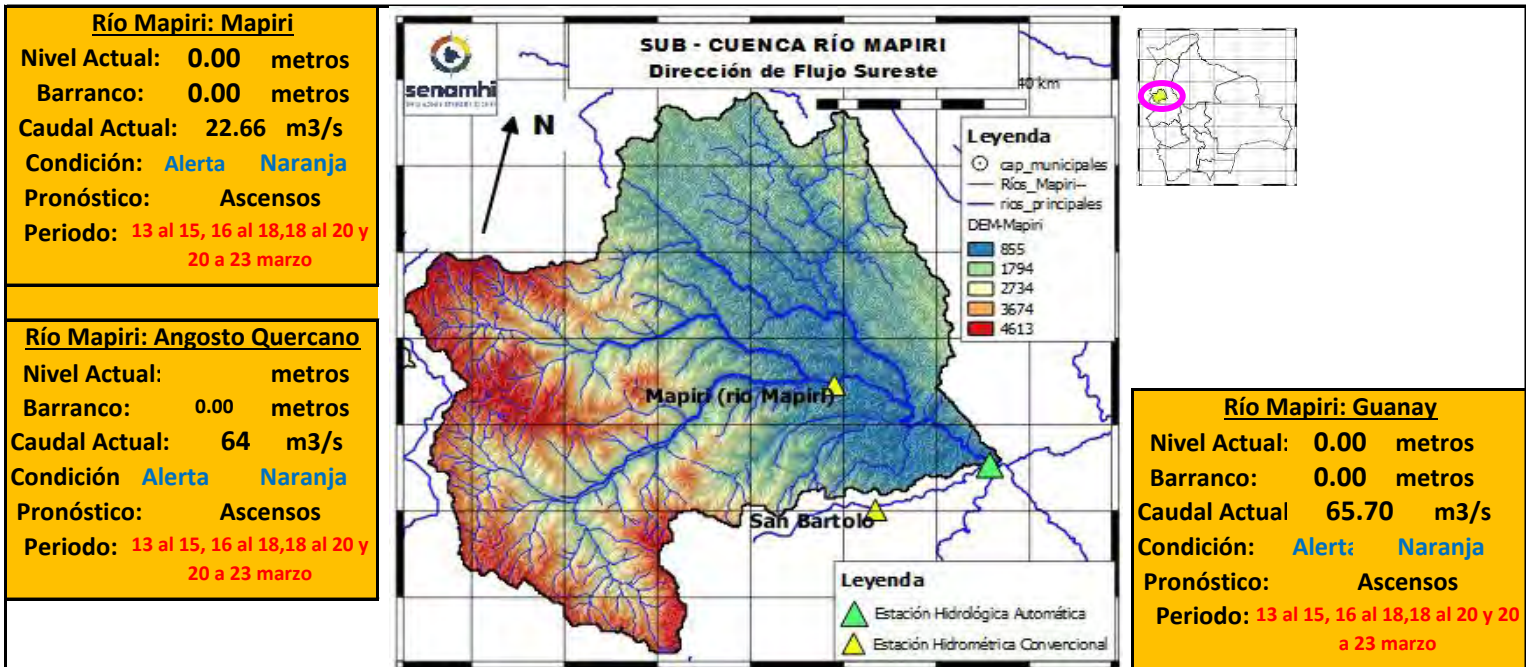 Río Mapiri: Mapiri
Nivel Actual: 0.00 metros
Barranco: 0.00 metros
Caudal Actual: 22.66 m3/s
Condición: Alerta Naranja
Pronóstico: Ascensos
Periodo: 13 al 15, 16 al 18,18 al 20 y
20 a 23 marzo
Río Mapiri: Angosto Quercano
Nivel Actual: metros
Barranco: 0.00 metros
Caudal Actual: 64 m3/s
Condición Alerta Naranja
Pronóstico: Ascensos
Periodo: 13 al 15, 16 al 18,18 al 20 y
20 a 23 marzo
senamhi
SUB - CUENCA RÍO MAPIRI
Dirección de Flujo Sureste
40 km
N
Leyenda
cap_municipales
Ríos_Mapiri--
rios_principales
DEM-Mapiri
855
1794
2734
3674
4613
Mapiri (rio Mapiri)
San Bartolo
Leyenda
Estación Hidrológica Automática
Estación Hidrométrica Convencional
Río Mapiri: Guanay
Nivel Actual: 0.00 metros
Barranco: 0.00 metros
Caudal Actual 65.70 m3/s
Condición: Alerta Naranja
Pronóstico: Ascensos
Periodo: 13 al 15, 16 al 18,18 al 20 y 20
a 23 marzo